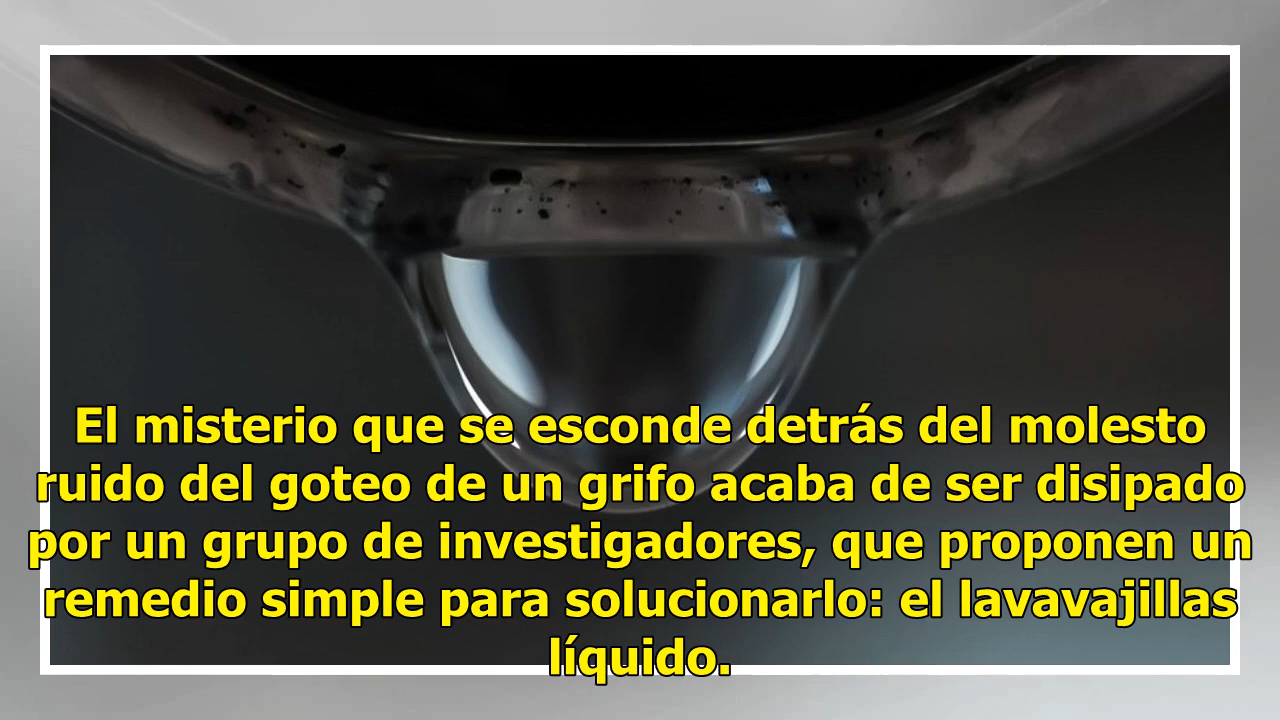 El misterio que se esconde detrás del molesto
ruido del goteo de un grifo acaba de ser disipado
por un grupo de investigadores, que proponen un
remedio simple para solucionarlo: el lavavajillas
líquido.